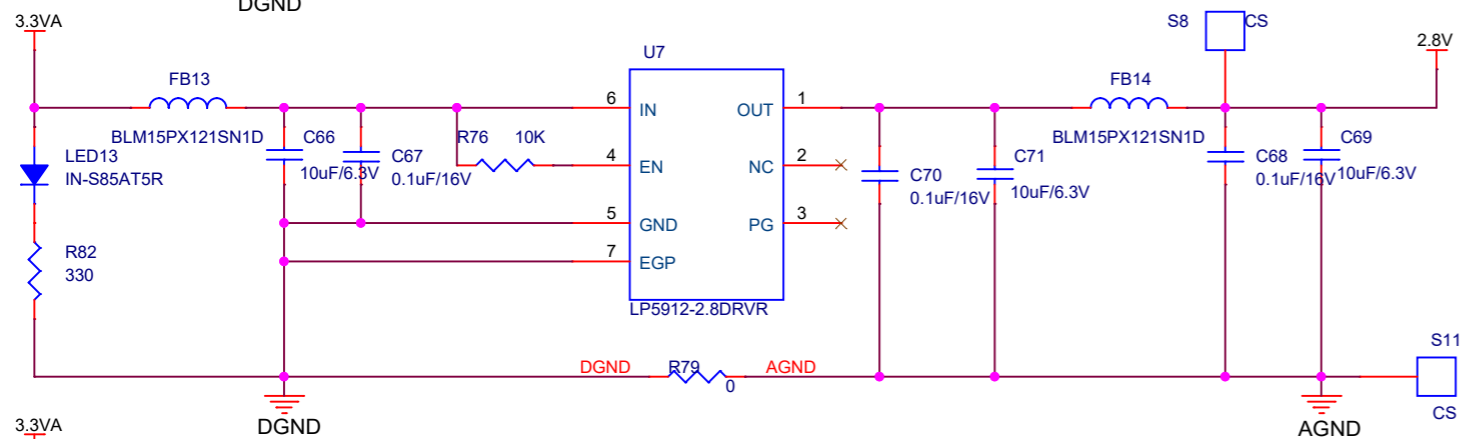 DGND
3.3VA
S8
CS
2.8V
U7
FB13
FB14
6
IN
OUT
1
BLM15PX121SN1D
C66
R76
10K
BLM15PX121SN1D
C69
LED13
IN-S85AT5R
10uF/6.3V
C67
0.1uF/16V
4
EN
NC
2
C70
0.1uF/16V
C71
10uF/6.3V
C68
0.1uF/16V
10uF/6.3V
5
GND
PG
3
R82
330
7
EGP
LP5912-2.8DRVR
S11
DGND
R79
0
AGND
CS
3.3VA
DGND
AGND